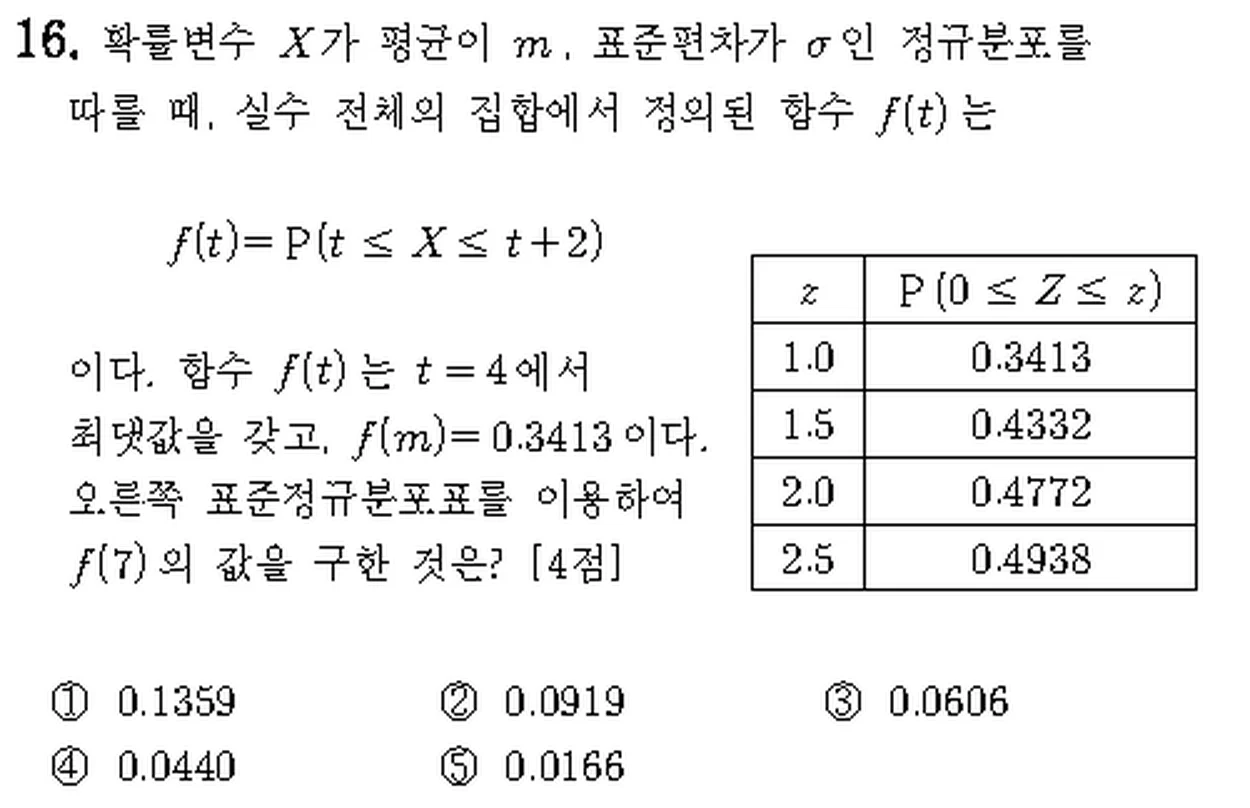 16. 확률변수 X가 평균이 m, 표준편차가 σ인 정규분포를
따를 때, 실수 전체의 집합에서 정의된 함수 f(t)는
f(t)=P(t ≤ X ≤ t+2)
이다. 함수 f(t)는 t=4에서
최댓값을 갖고, f(m)=0.3413이다.
오른쪽 표준정규분포표를 이용하여
f(7)의 값을 구한 것은? [4점]
z P(0 ≤ Z ≤ z)
1.0 0.3413
1.5 0.4332
2.0 0.4772
2.5 0.4938
① 0.1359 ② 0.0919 ③ 0.0606
④ 0.0440 ⑤ 0.0166